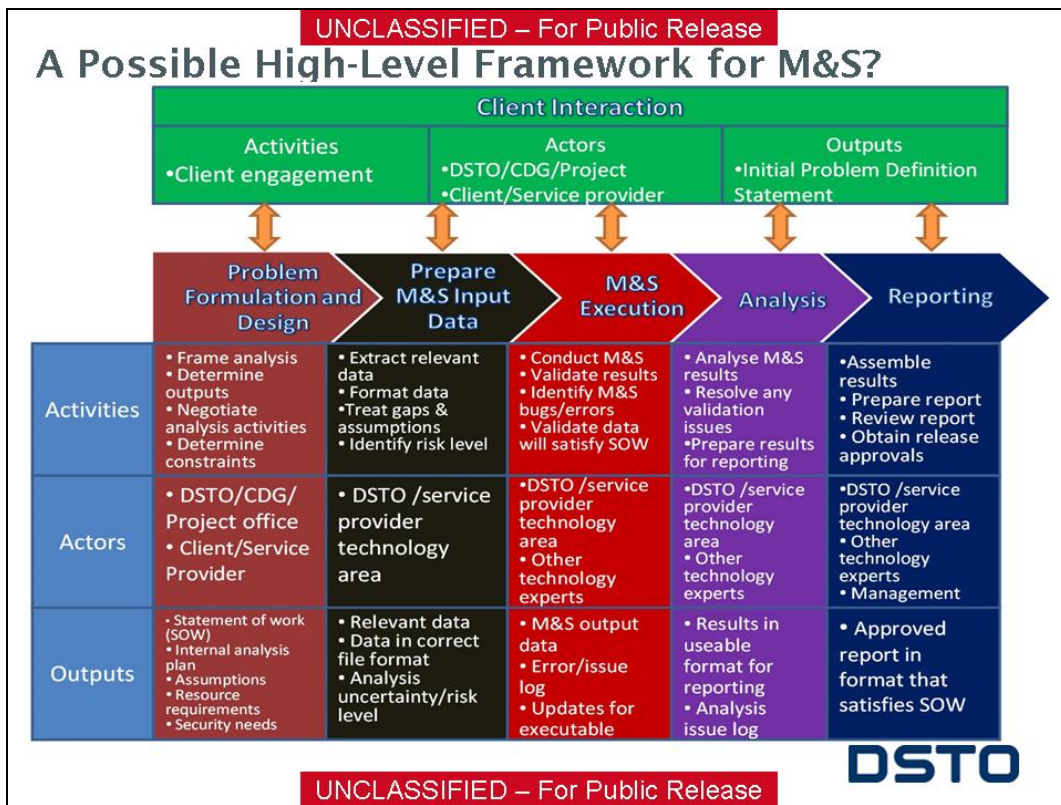 UNCLASSIFIED – For Public Release
A Possible High-Level Framework for M&S?
Client Interaction
Activities
•Client engagement
Actors
•DSTO/CDG/Project
•Client/Service provider
Outputs
•Initial Problem Definition
Statement
Problem
Formulation and
Design
Prepare
M&S Input
Data
M&S
Execution
Analysis
Reporting
Activities
• Frame analysis
• Determine
outputs
• Negotiate
analysis activities
• Determine
constraints
• Extract relevant
data
• Format data
•Treat gaps &
assumptions
• Identify risk level
• Conduct M&S
• Validate results
• Identify M&S
bugs/errors
• Validate data
will satisfy SOW
• Analyse M&S
results
• Resolve any
validation
issues
•Prepare results
for reporting
•Assemble
results
• Prepare report
• Review report
• Obtain release
approvals
Actors
• DSTO/CDG/
Project office
• Client/Service
Provider
• DSTO /service
provider
technology
area
•DSTO /service
provider
technology
area
• Other
technology
experts
•DSTO /service
provider
technology
area
• Other
technology
experts
•DSTO /service
provider
technology area
• Other
technology
experts
• Management
Outputs
• Statement of work
(SOW)
• Internal analysis
plan
• Assumptions
• Resource
requirements
• Security needs
• Relevant data
• Data in correct
file format
• Analysis
uncertainty/risk
level
• M&S output
data
• Error/issue
log
• Updates for
executable
• Results in
useable
format for
reporting
• Analysis
issue log
• Approved
report in
format that
satisfies SOW
DSTO
UNCLASSIFIED – For Public Release